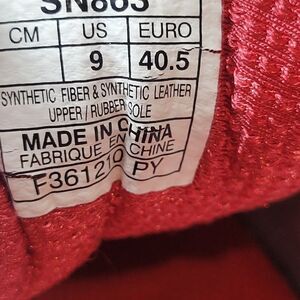 SN863
CM US EURO
9 40.5
SYNTHETIC FIBER & SYNTHETIC LEATHER
UPPER / RUBBER SOLE
MADE IN CHINA
FABRIQUE EN CHINE
F361210 PY